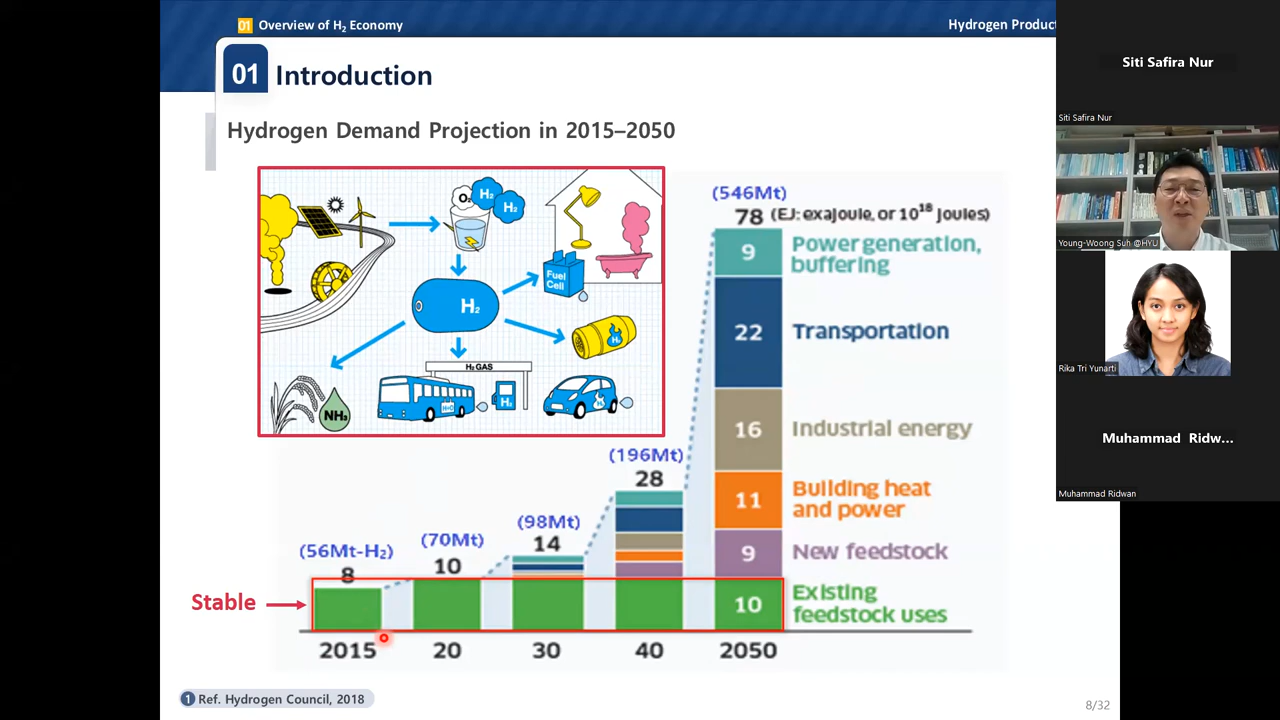 01 Overview of H₂ Economy
Hydrogen Produc
01 Introduction
Hydrogen Demand Projection in 2015–2050
O₂
H₂
H₂
Fuel
Cell
H₂
H₂
H₂ GAS
NH₃
H₂
(546Mt)
78 (EJ: exajoule, or 10¹⁸ joules)
9 Power generation,
buffering
22 Transportation
16 Industrial energy
11 Building heat
and power
9 New feedstock
10 Existing
feedstock uses
(196Mt)
28
(98Mt)
14
(70Mt)
10
(56Mt-H₂)
8
Stable
2015 20 30 40 2050
1 Ref. Hydrogen Council, 2018
8/32
Siti Safira Nur
Siti Safira Nur
Young-Woong Suh @HYU
Rika Tri Yunarti
Muhammad Ridw...
Muhammad Ridwan